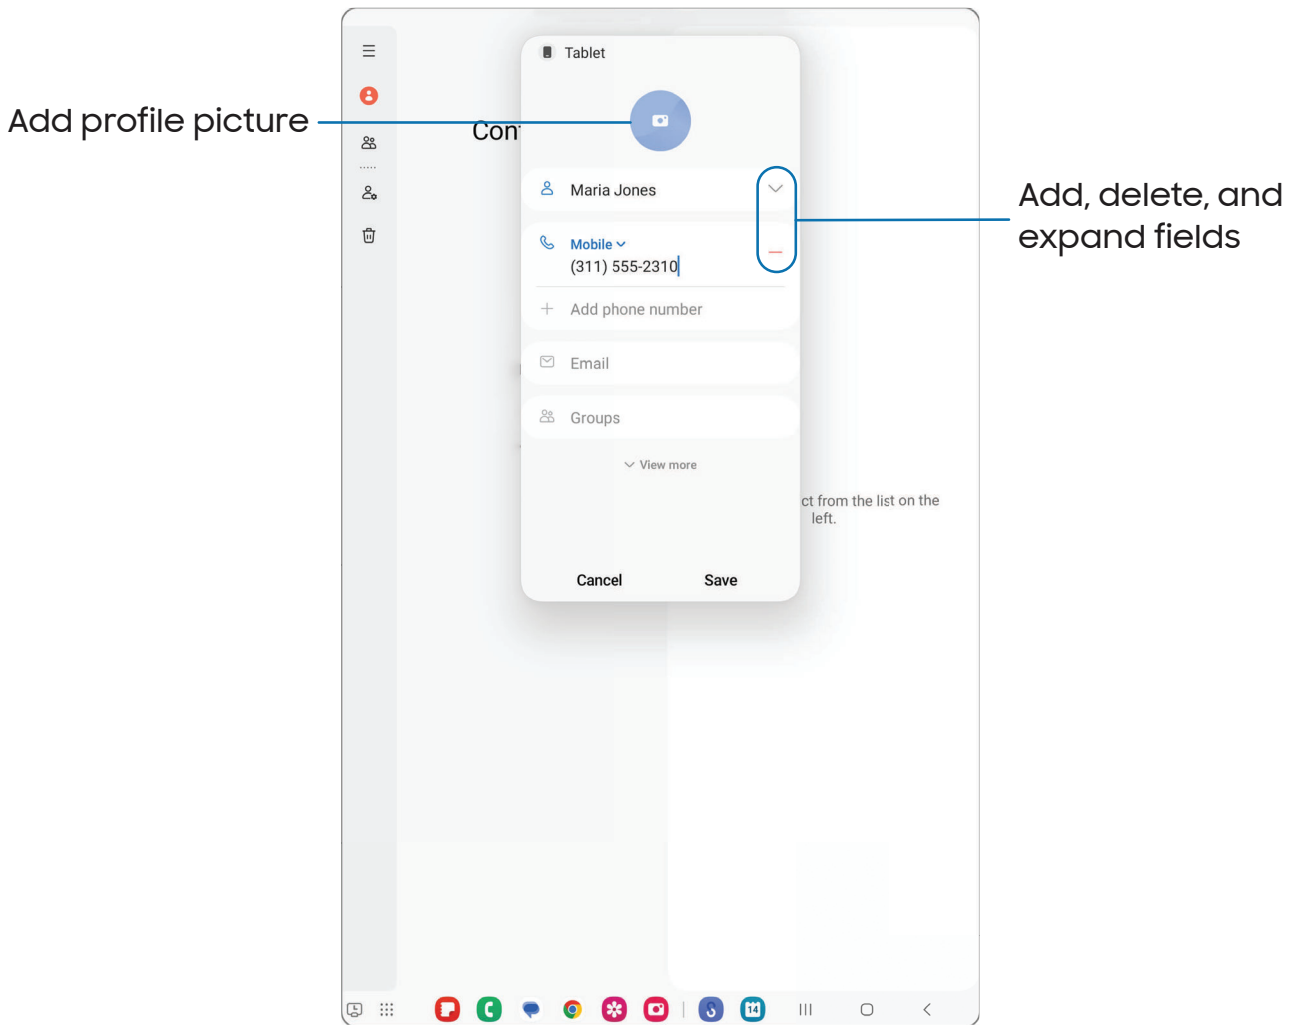 Tablet
Add profile picture
Con
Maria Jones
Add, delete, and
expand fields
Mobile
(311) 555-2310
Add phone number
Email
Groups
View more
ct from the list on the
left.
Cancel
Save
14